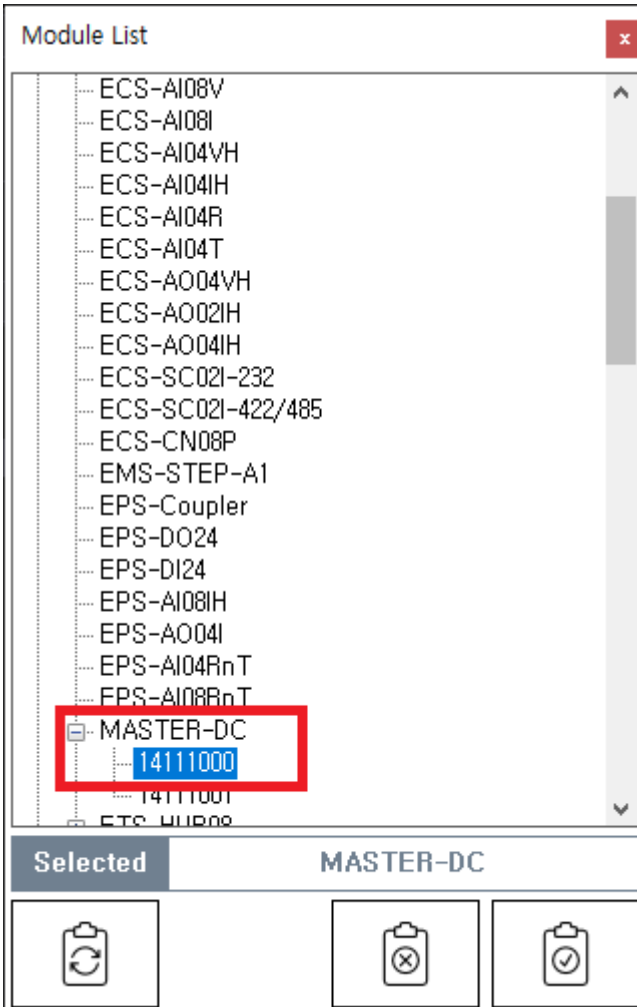 Module List
x
ECS-AI08V
ECS-AI08I
ECS-AI04VH
ECS-AI04IH
ECS-AI04R
ECS-AI04T
ECS-AO04VH
ECS-AO02IH
ECS-AO04IH
ECS-SC02I-232
ECS-SC02I-422/485
ECS-CN08P
EMS-STEP-A1
EPS-Coupler
EPS-DO24
EPS-DI24
EPS-AI08IH
EPS-AO04I
EPS-AI04RnT
EPS-AI08RnT
MASTER-DC
14111000
14111001
ETS-HUB08
Selected MASTER-DC